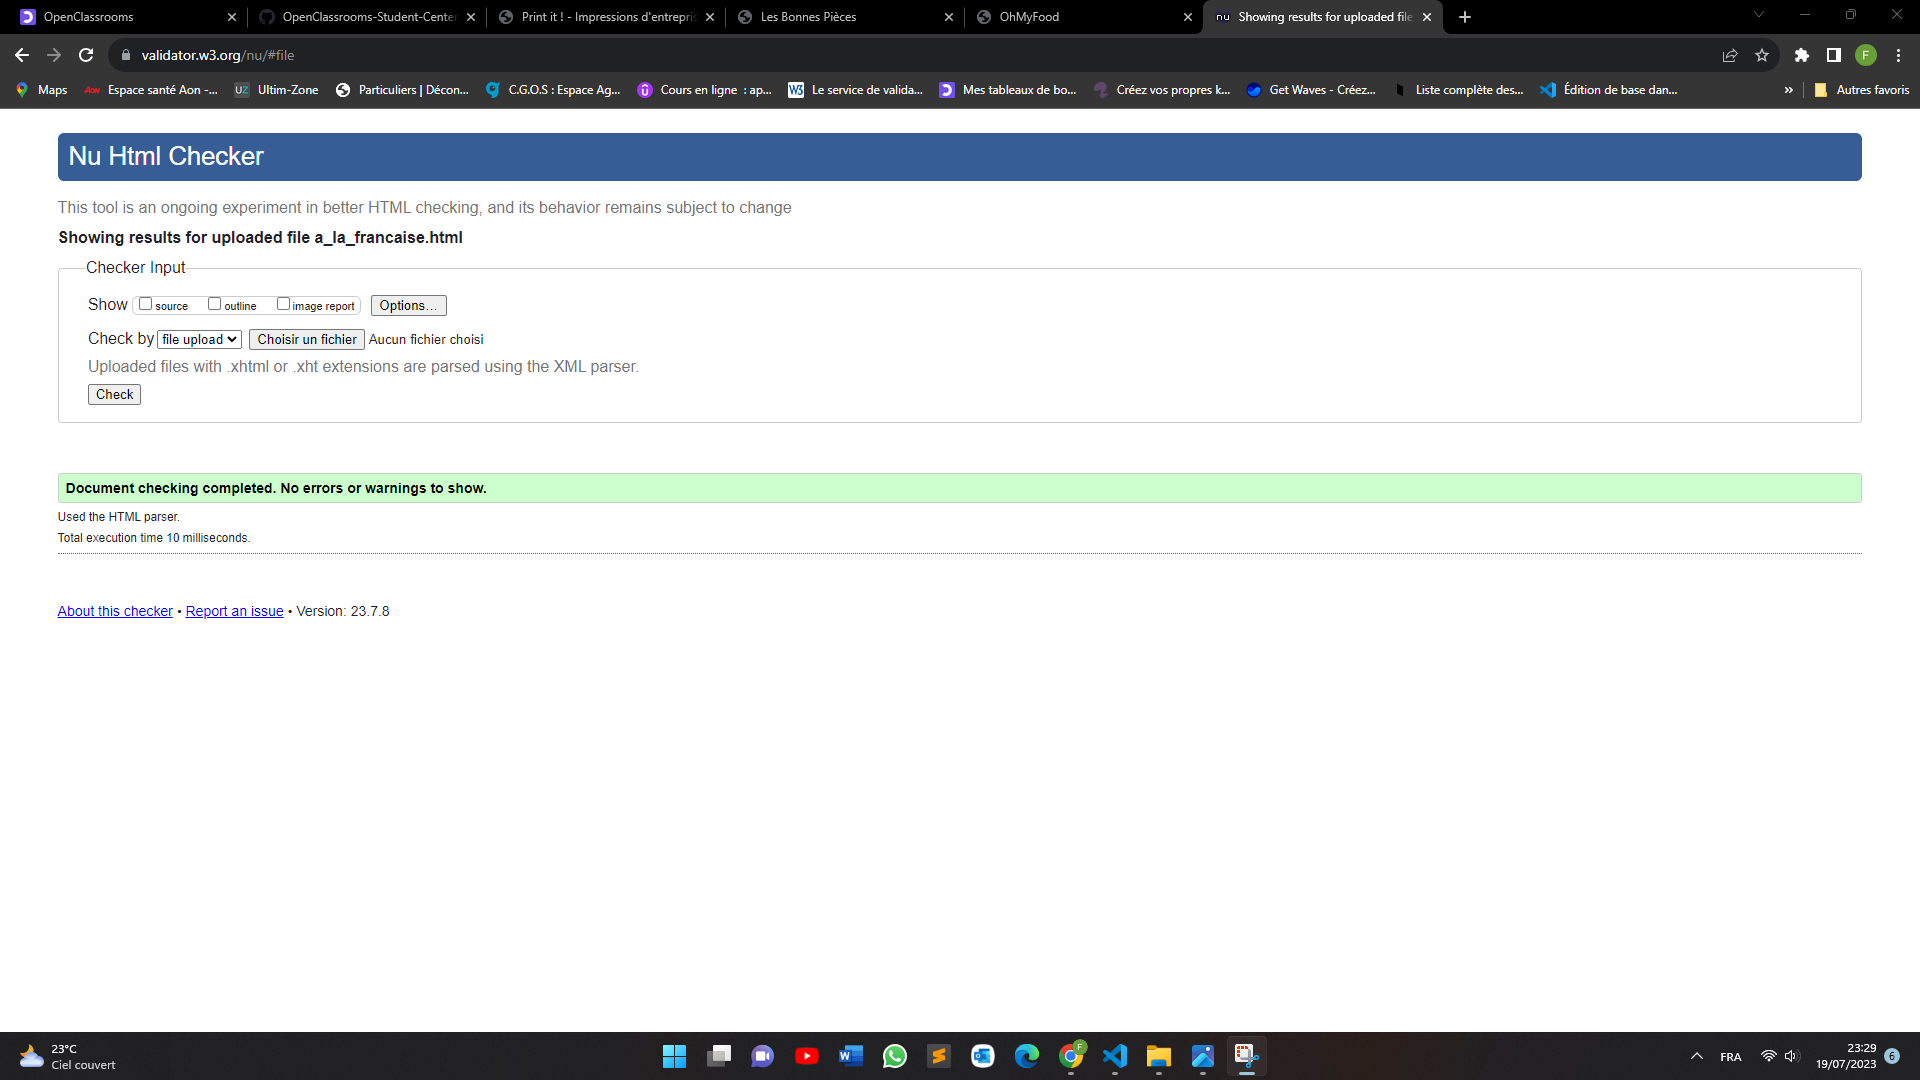 OpenClassrooms
OpenClassrooms-Student-Center
Print it ! - Impressions d'entrepris
Les Bonnes Pièces
OhMyFood
nu Showing results for uploaded file
validator.w3.org/nu/#file
F
Maps
Aon Espace santé Aon -...
UZ Ultim-Zone
Particuliers | Décon...
C.G.O.S : Espace Ag...
Cours en ligne : ap...
W3 Le service de valida...
Mes tableaux de bo...
Créez vos propres k...
Get Waves - Créez...
Liste complète des...
Édition de base dan...
»
Autres favoris
Nu Html Checker
This tool is an ongoing experiment in better HTML checking, and its behavior remains subject to change
Showing results for uploaded file a_la_francaise.html
Checker Input
Show source outline image report Options...
Check by file upload Choisir un fichier Aucun fichier choisi
Uploaded files with .xhtml or .xht extensions are parsed using the XML parser.
Check
Document checking completed. No errors or warnings to show.
Used the HTML parser.
Total execution time 10 milliseconds.
About this checker • Report an issue • Version: 23.7.8
23°C
Ciel couvert
F
FRA
23:29
19/07/2023
6